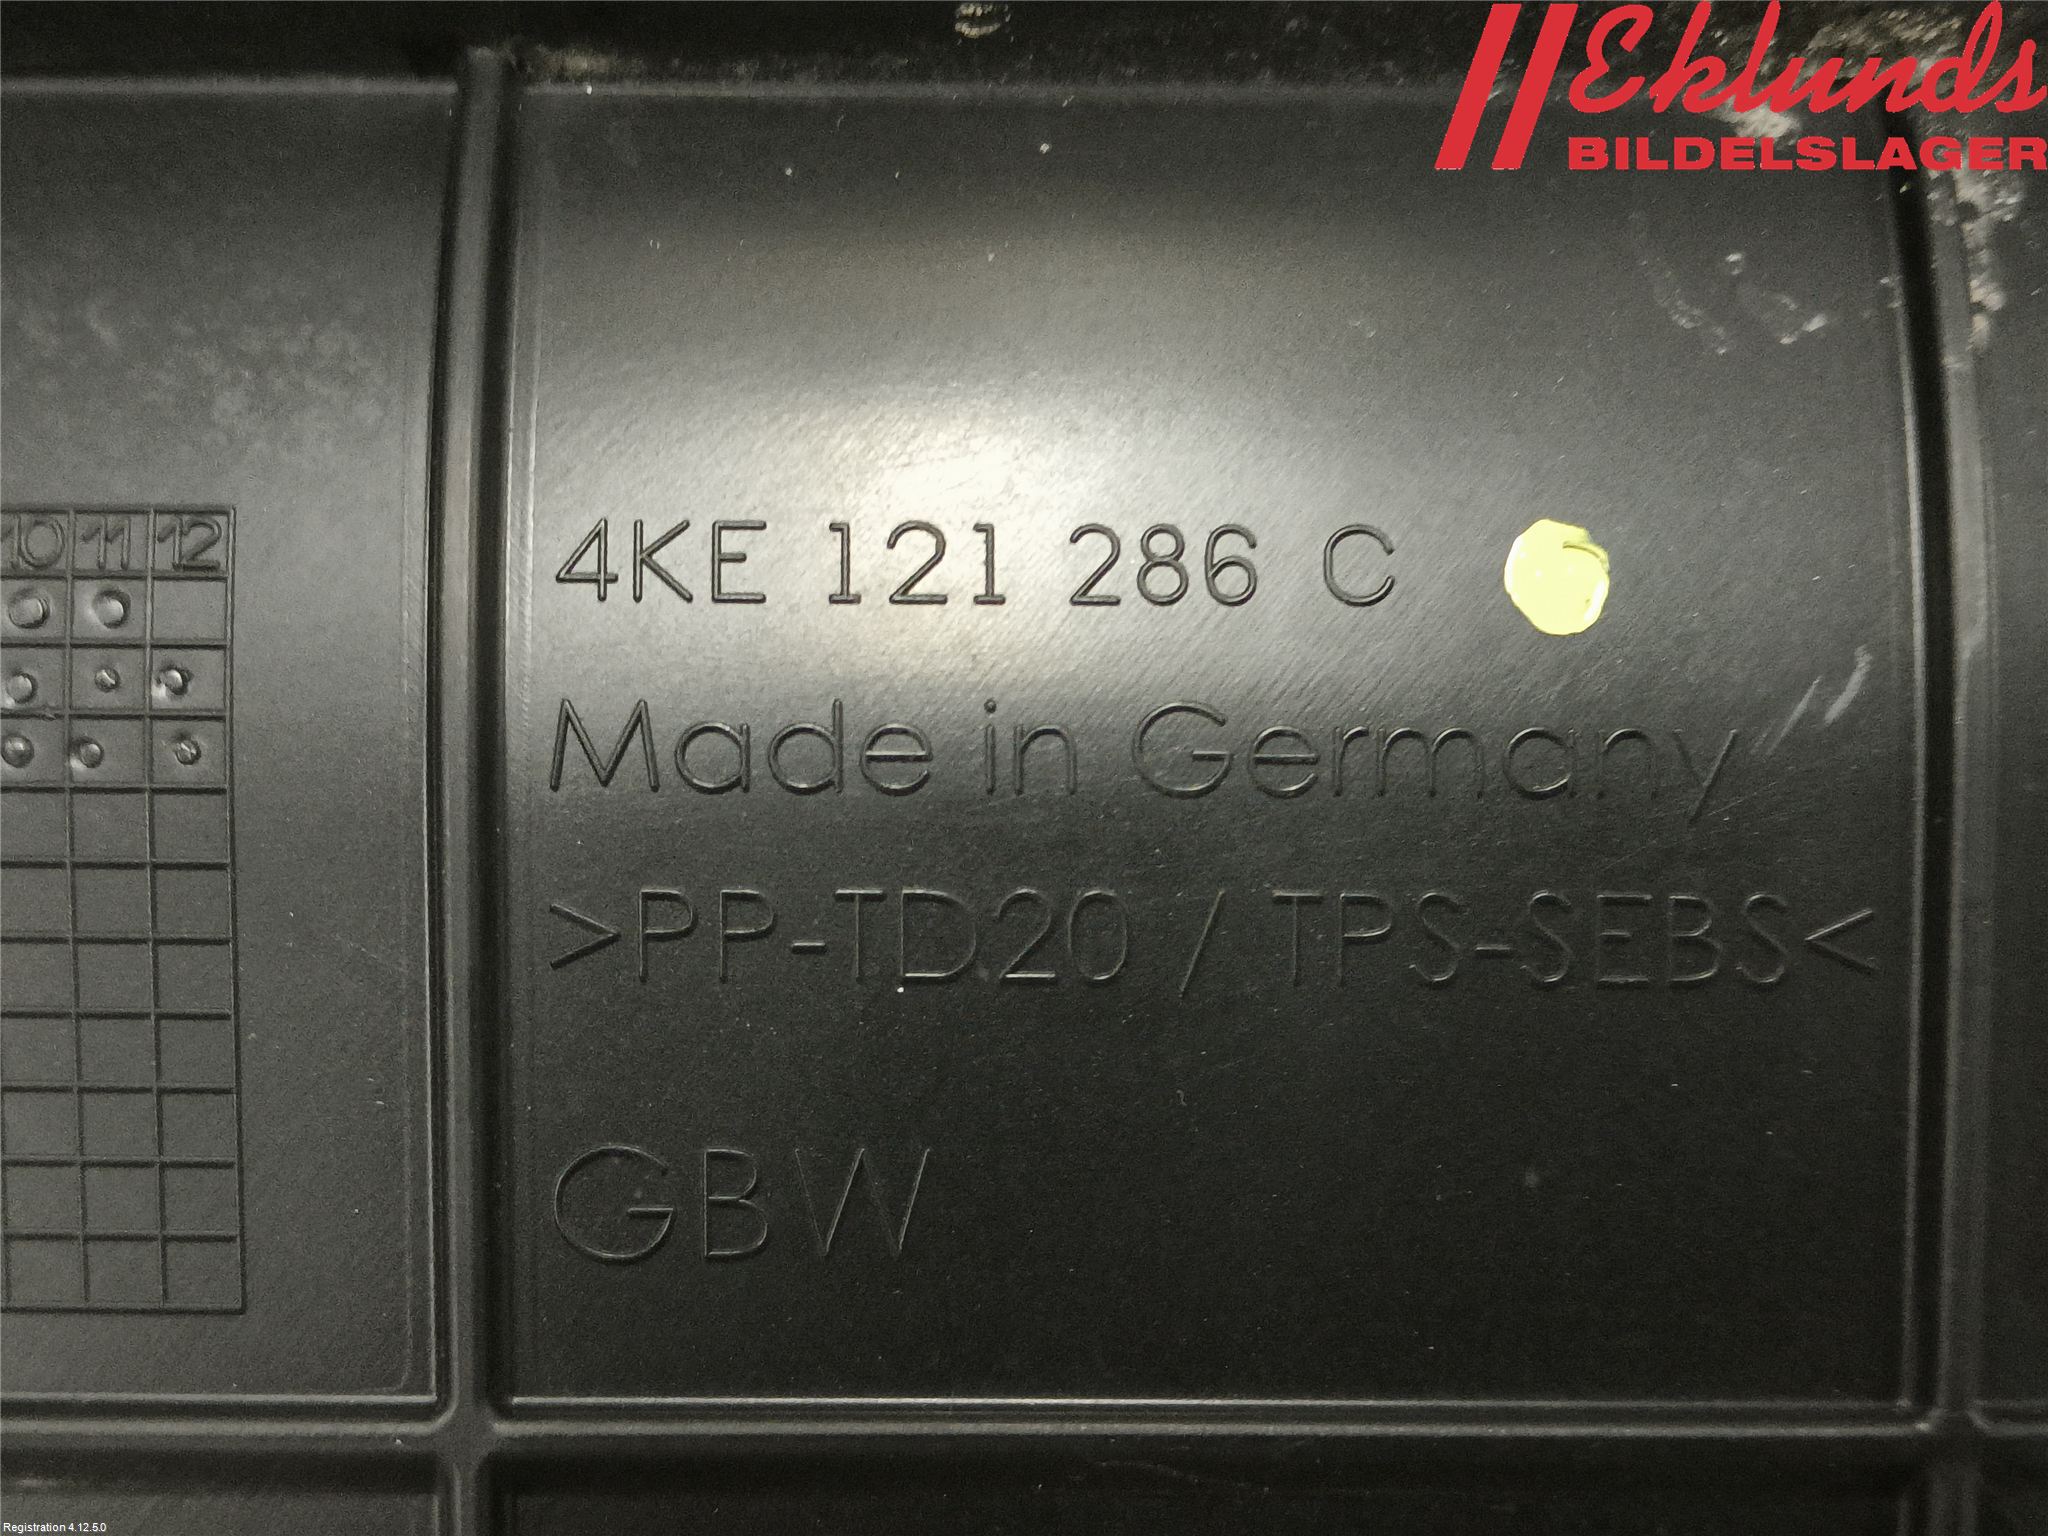 Eklunds
BILDELSLAGER
10 11 12
4KE 121 286 C
Made in Germany
>PP-TD20 / TPS-SEBS<
GBW
Registration 4.12.5.0